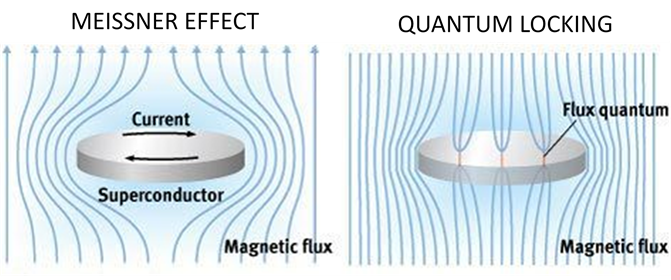 MEISSNER EFFECT
Current
Superconductor
Magnetic flux
QUANTUM LOCKING
Flux quantum
Magnetic flux